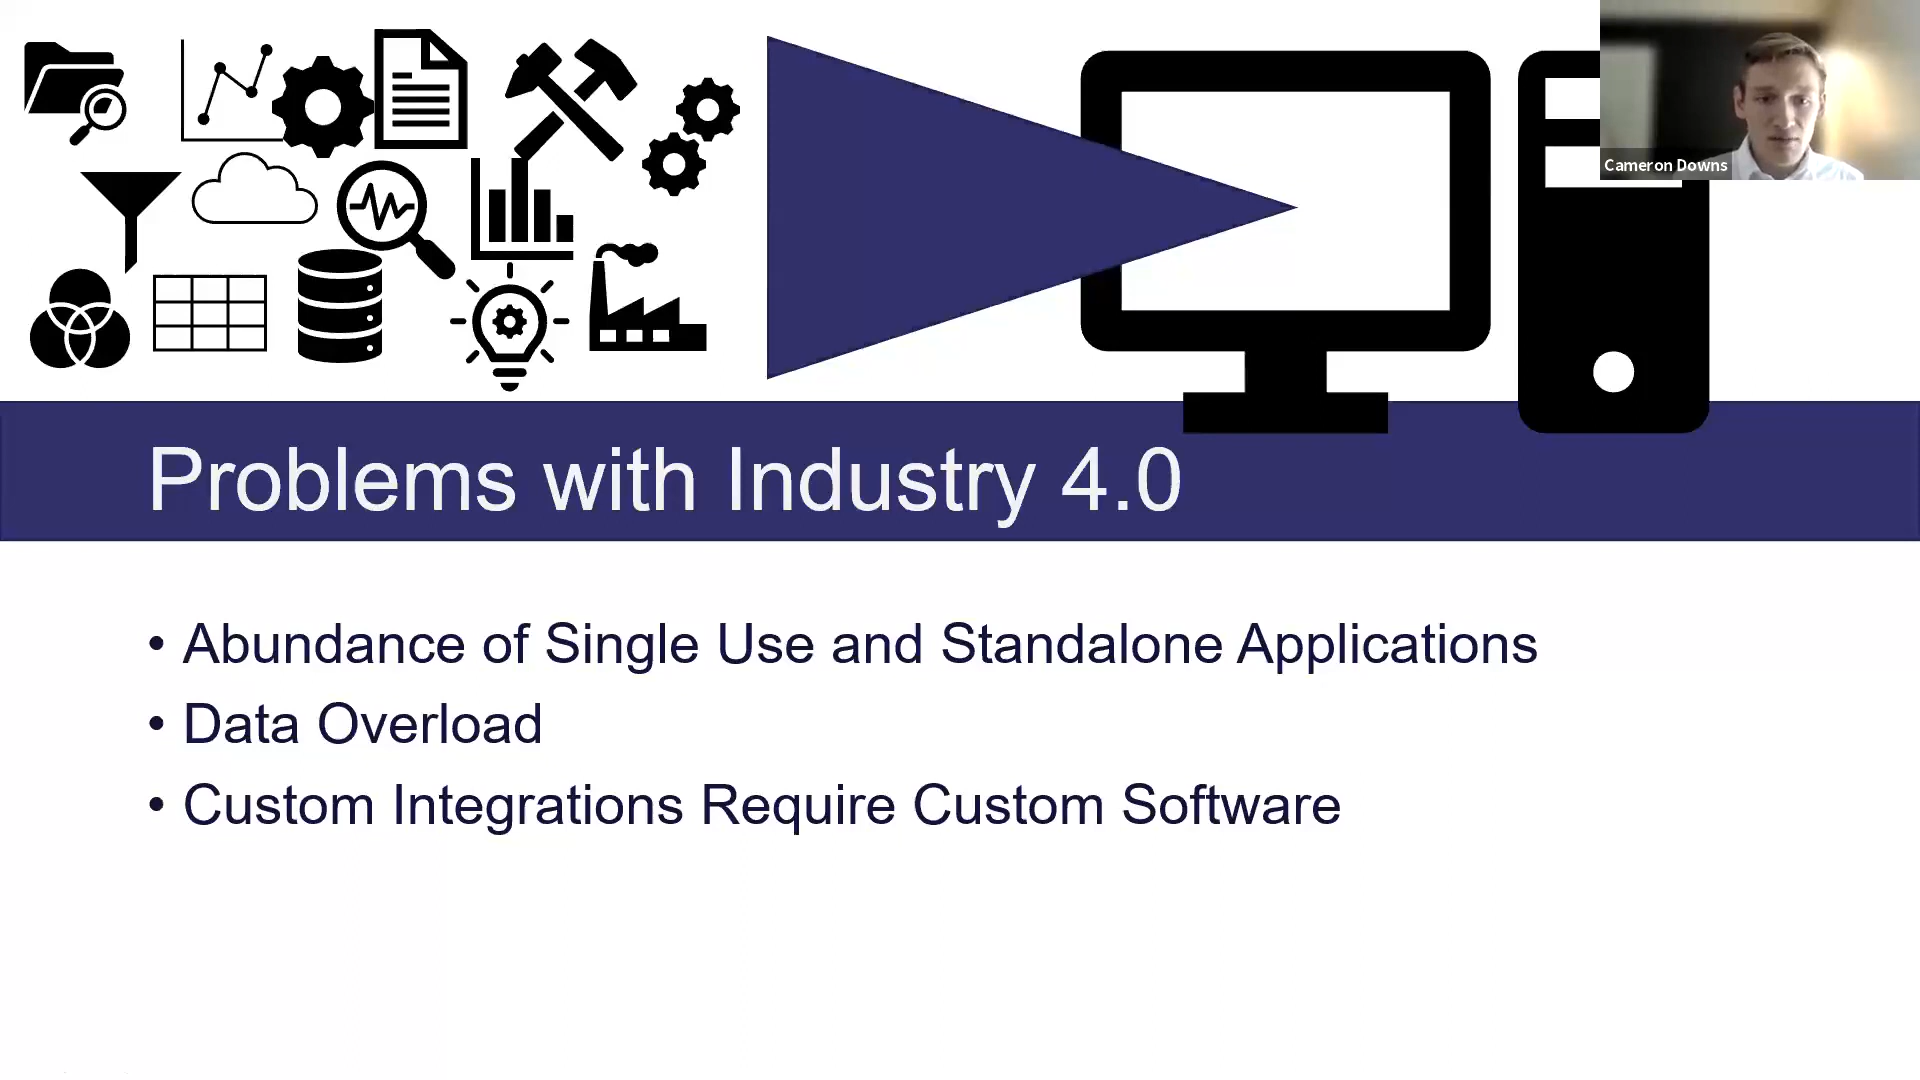 Cameron Downs
Problems with Industry 4.0
• Abundance of Single Use and Standalone Applications
• Data Overload
• Custom Integrations Require Custom Software